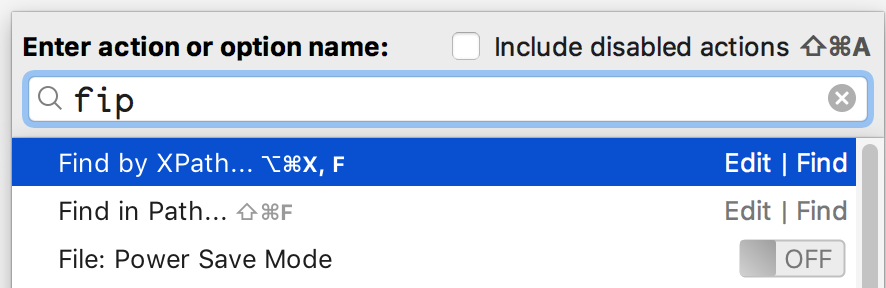 Enter action or option name: Include disabled actions ⇧⌘A
fip
Find by XPath... ⌥⌘X, F Edit | Find
Find in Path... ⇧⌘F Edit | Find
File: Power Save Mode OFF